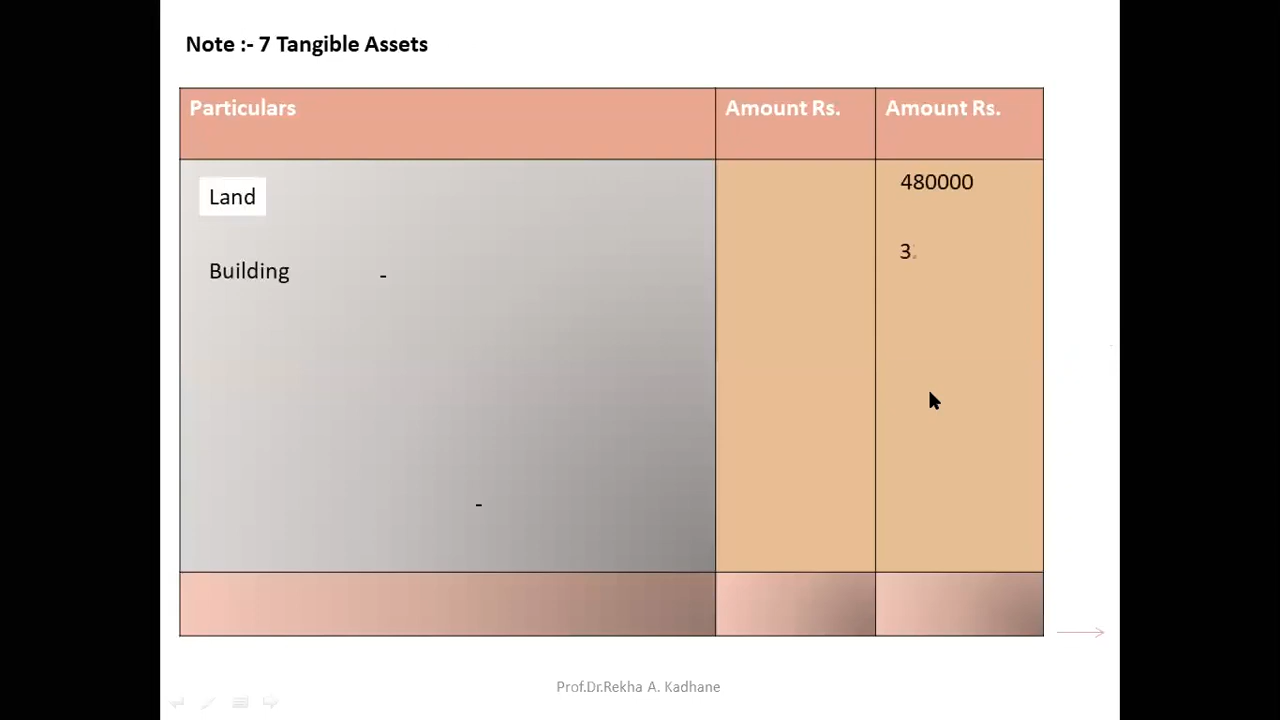 Note :- 7 Tangible Assets
Particulars Amount Rs. Amount Rs.
Land 480000
Building - 3
-
Prof.Dr.Rekha A. Kadhane